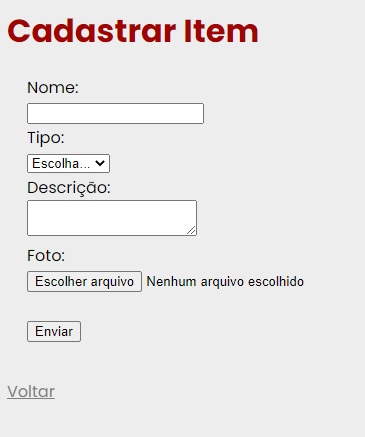 Cadastrar Item
Nome:
Tipo:
Escolha...
Descrição:
Foto:
Escolher arquivo Nenhum arquivo escolhido
Enviar
Voltar